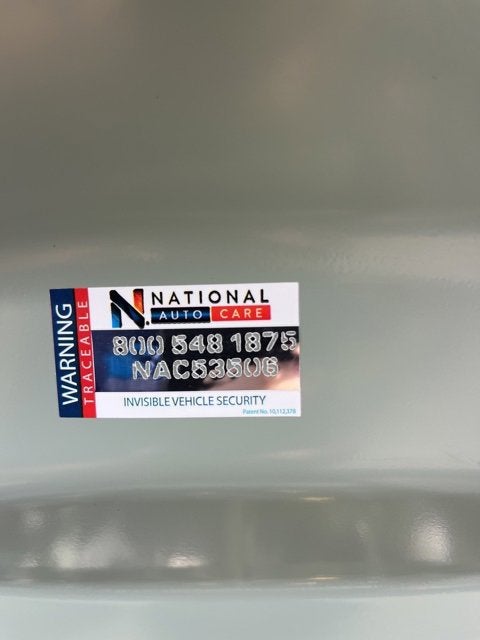 WARNING
TRACEABLE
N. NATIONAL
AUTO CARE
800 548 1875
NAC53506
INVISIBLE VEHICLE SECURITY
Patent No. 10,112,378